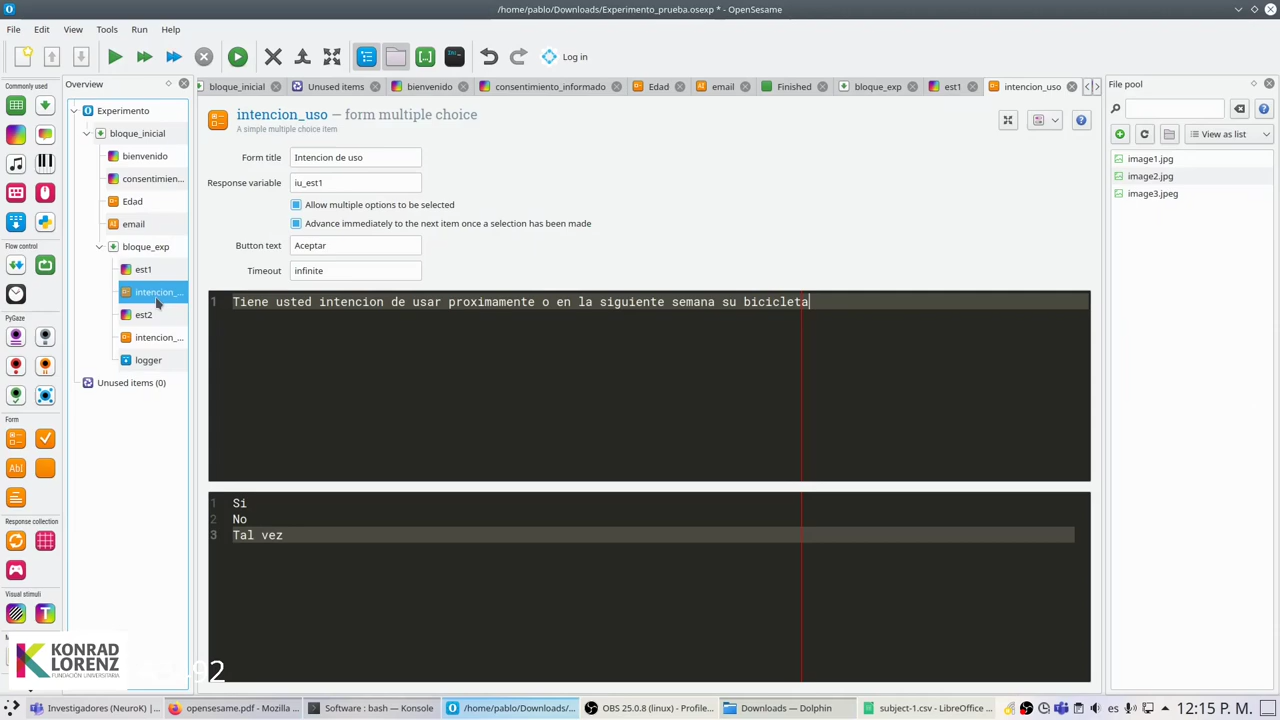 /home/pablo/Downloads/Experimento_prueba.osexp * - OpenSesame
File Edit View Tools Run Help
Log in
Commonly used
Flow control
PyGaze
Form
Response collection
Visual stimuli
Overview
Experimento
bloque_inicial
bienvenido
consentimien...
Edad
email
bloque_exp
est1
intencion_...
est2
intencion_...
logger
Unused items (0)
bloque_inicial Unused items bienvenido consentimiento_informado Edad email Finished bloque_exp est1 intencion_uso
intencion_uso — form multiple choice
A simple multiple choice item
Form title Intencion de uso
Response variable iu_est1
Allow multiple options to be selected
Advance immediately to the next item once a selection has been made
Button text Aceptar
Timeout infinite
1 Tiene usted intencion de usar proximamente o en la siguiente semana su bicicleta
1 Si
2 No
3 Tal vez
File pool
View as list
image1.jpg
image2.jpg
image3.jpeg
KONRAD
LORENZ
FUNDACIÓN UNIVERSITARIA
Investigadores (NeuroK) |... opensesame.pdf - Mozilla ... Software : bash — Konsole /home/pablo/Downloads/... OBS 25.0.8 (linux) - Profile... Downloads — Dolphin subject-1.csv - LibreOffice ... es 12:15 P. M.